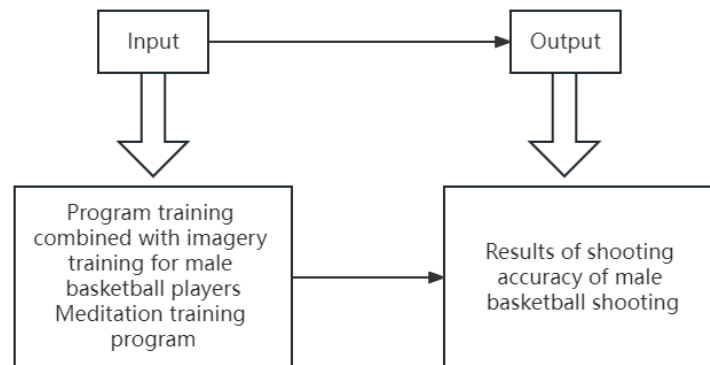 Input
Output
Program training
combined with imagery
training for male
basketball players
Meditation training
program
Results of shooting
accuracy of male
basketball shooting